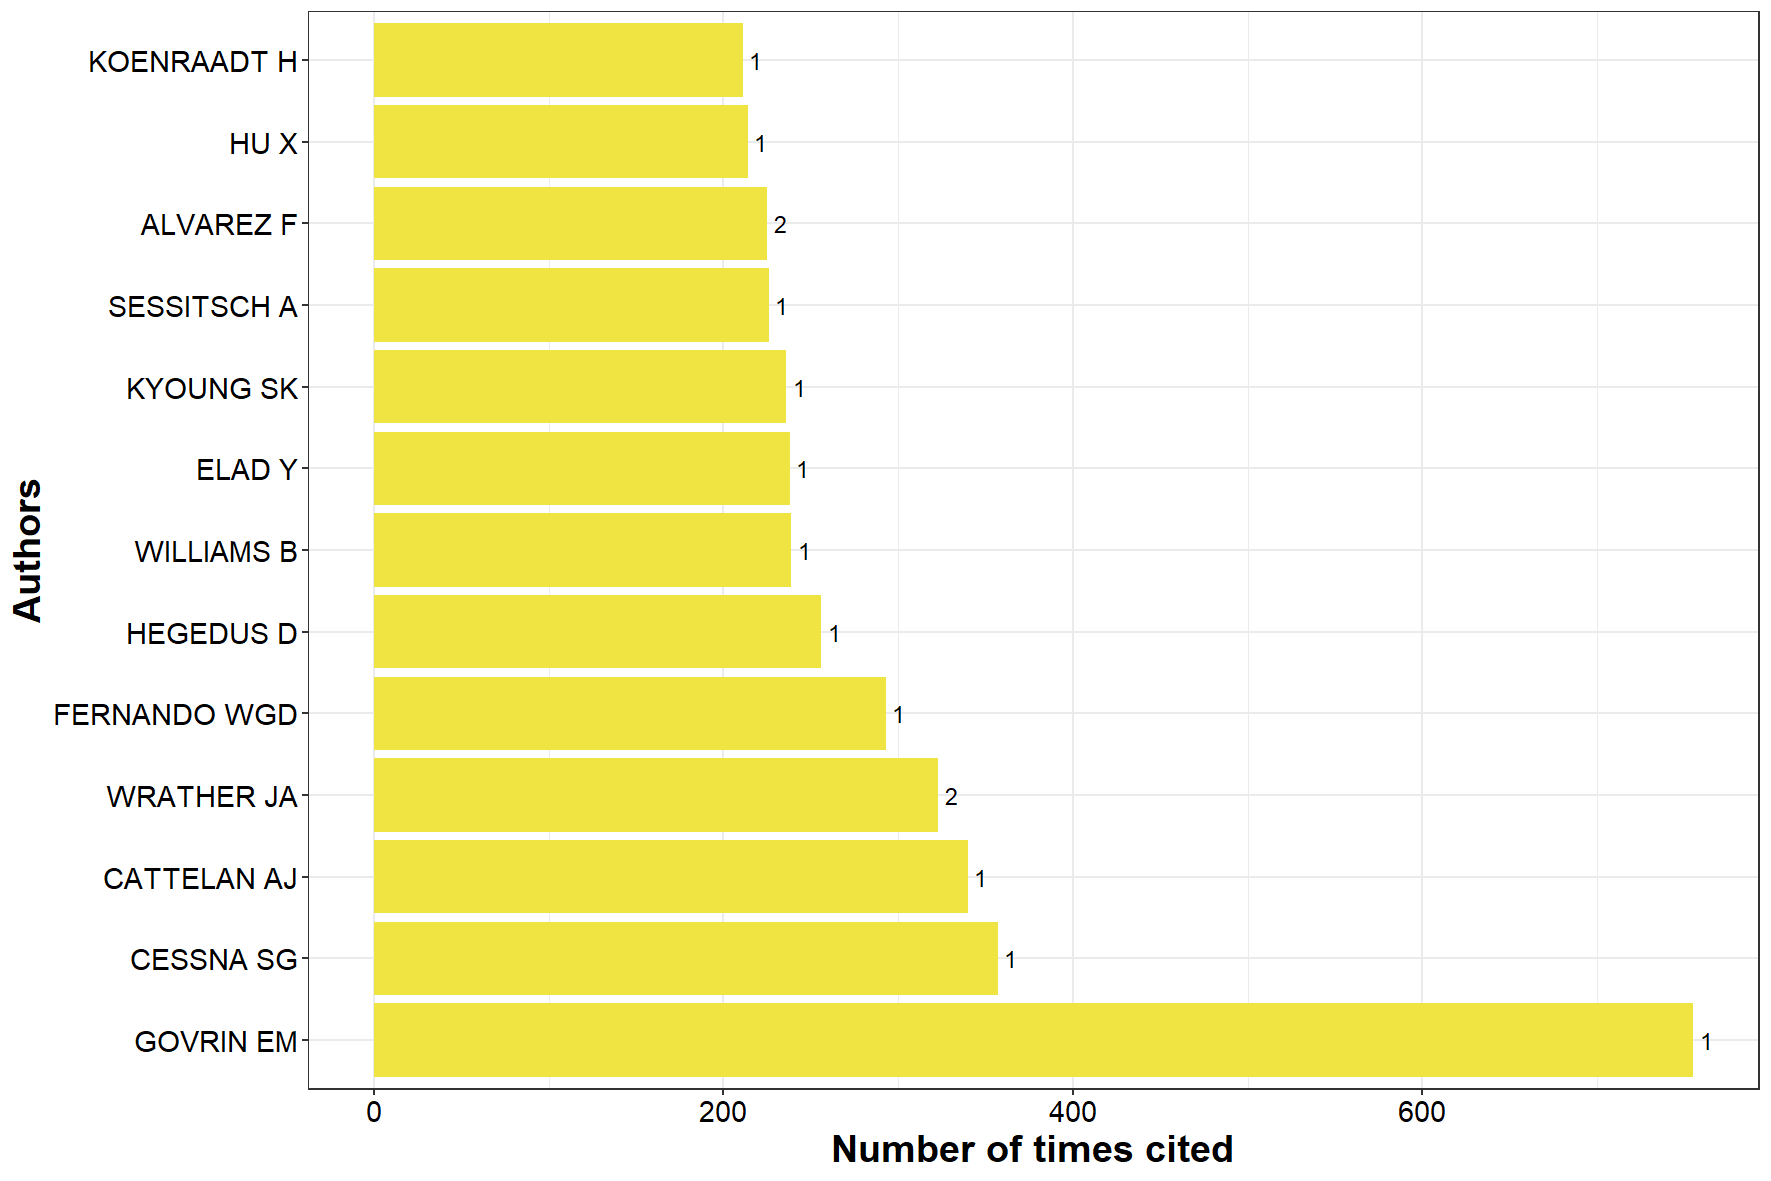 KOENRAADT H 1
HU X 1
ALVAREZ F 2
SESSITSCH A 1
KYOUNG SK 1
ELAD Y 1
WILLIAMS B 1
HEGEDUS D 1
FERNANDO WGD 1
WRATHER JA 2
CATTELAN AJ 1
CESSNA SG 1
GOVRIN EM 1
Authors
0 200 400 600
Number of times cited